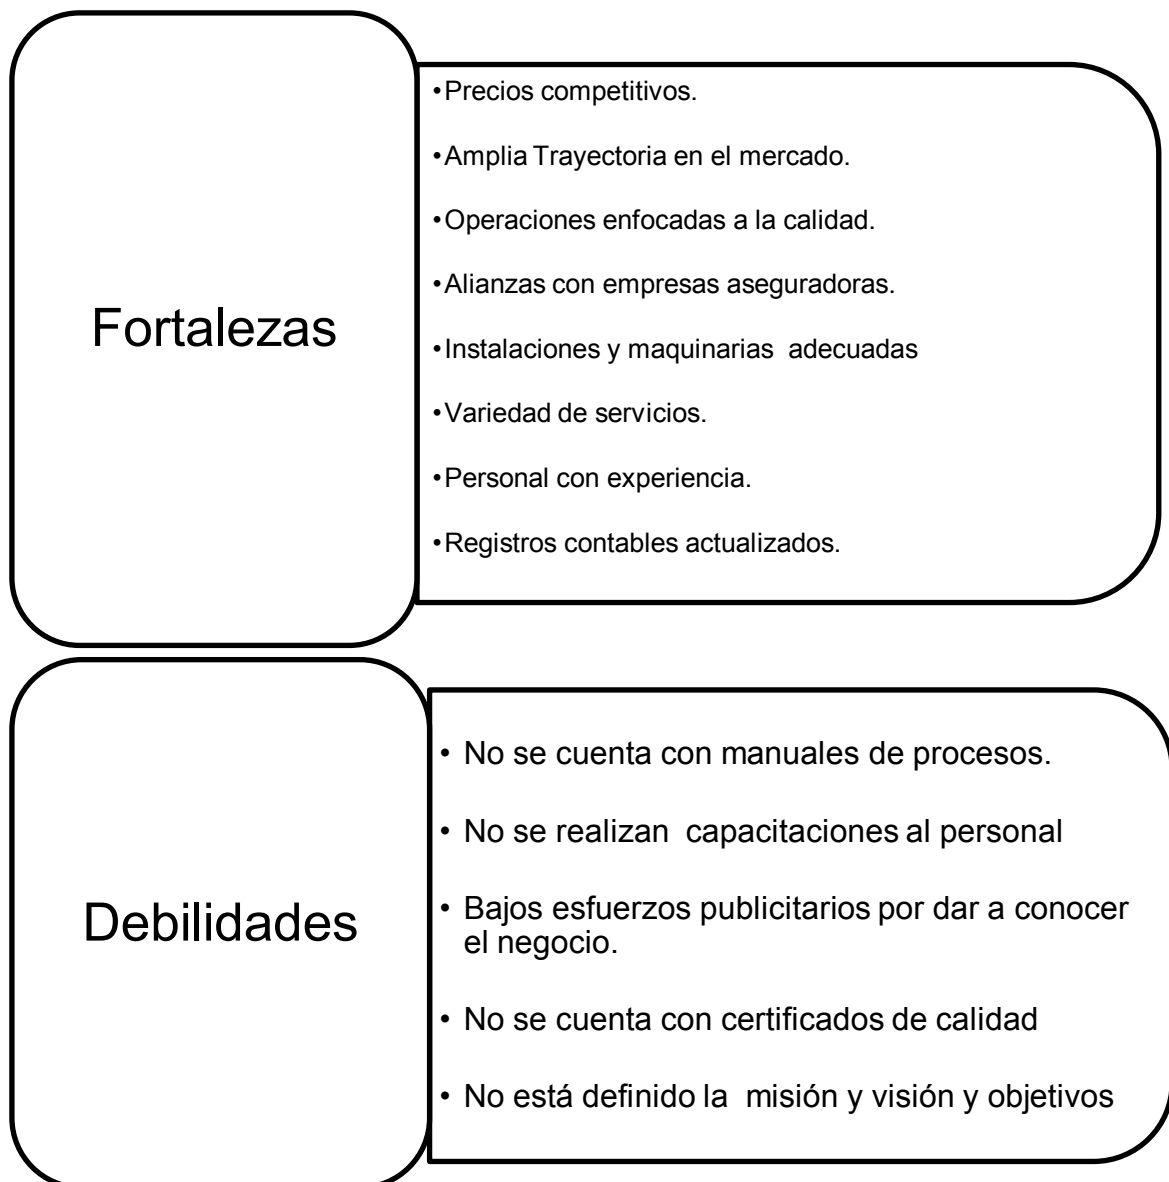 Fortalezas
•Precios competitivos.
•Amplia Trayectoria en el mercado.
•Operaciones enfocadas a la calidad.
•Alianzas con empresas aseguradoras.
•Instalaciones y maquinarias  adecuadas
•Variedad de servicios.
•Personal con experiencia.
•Registros contables actualizados.
Debilidades
• No se cuenta con manuales de procesos.
• No se realizan  capacitaciones al personal
• Bajos esfuerzos publicitarios por dar a conocer
el negocio.
• No se cuenta con certificados de calidad
• No está definido la  misión y visión y objetivos